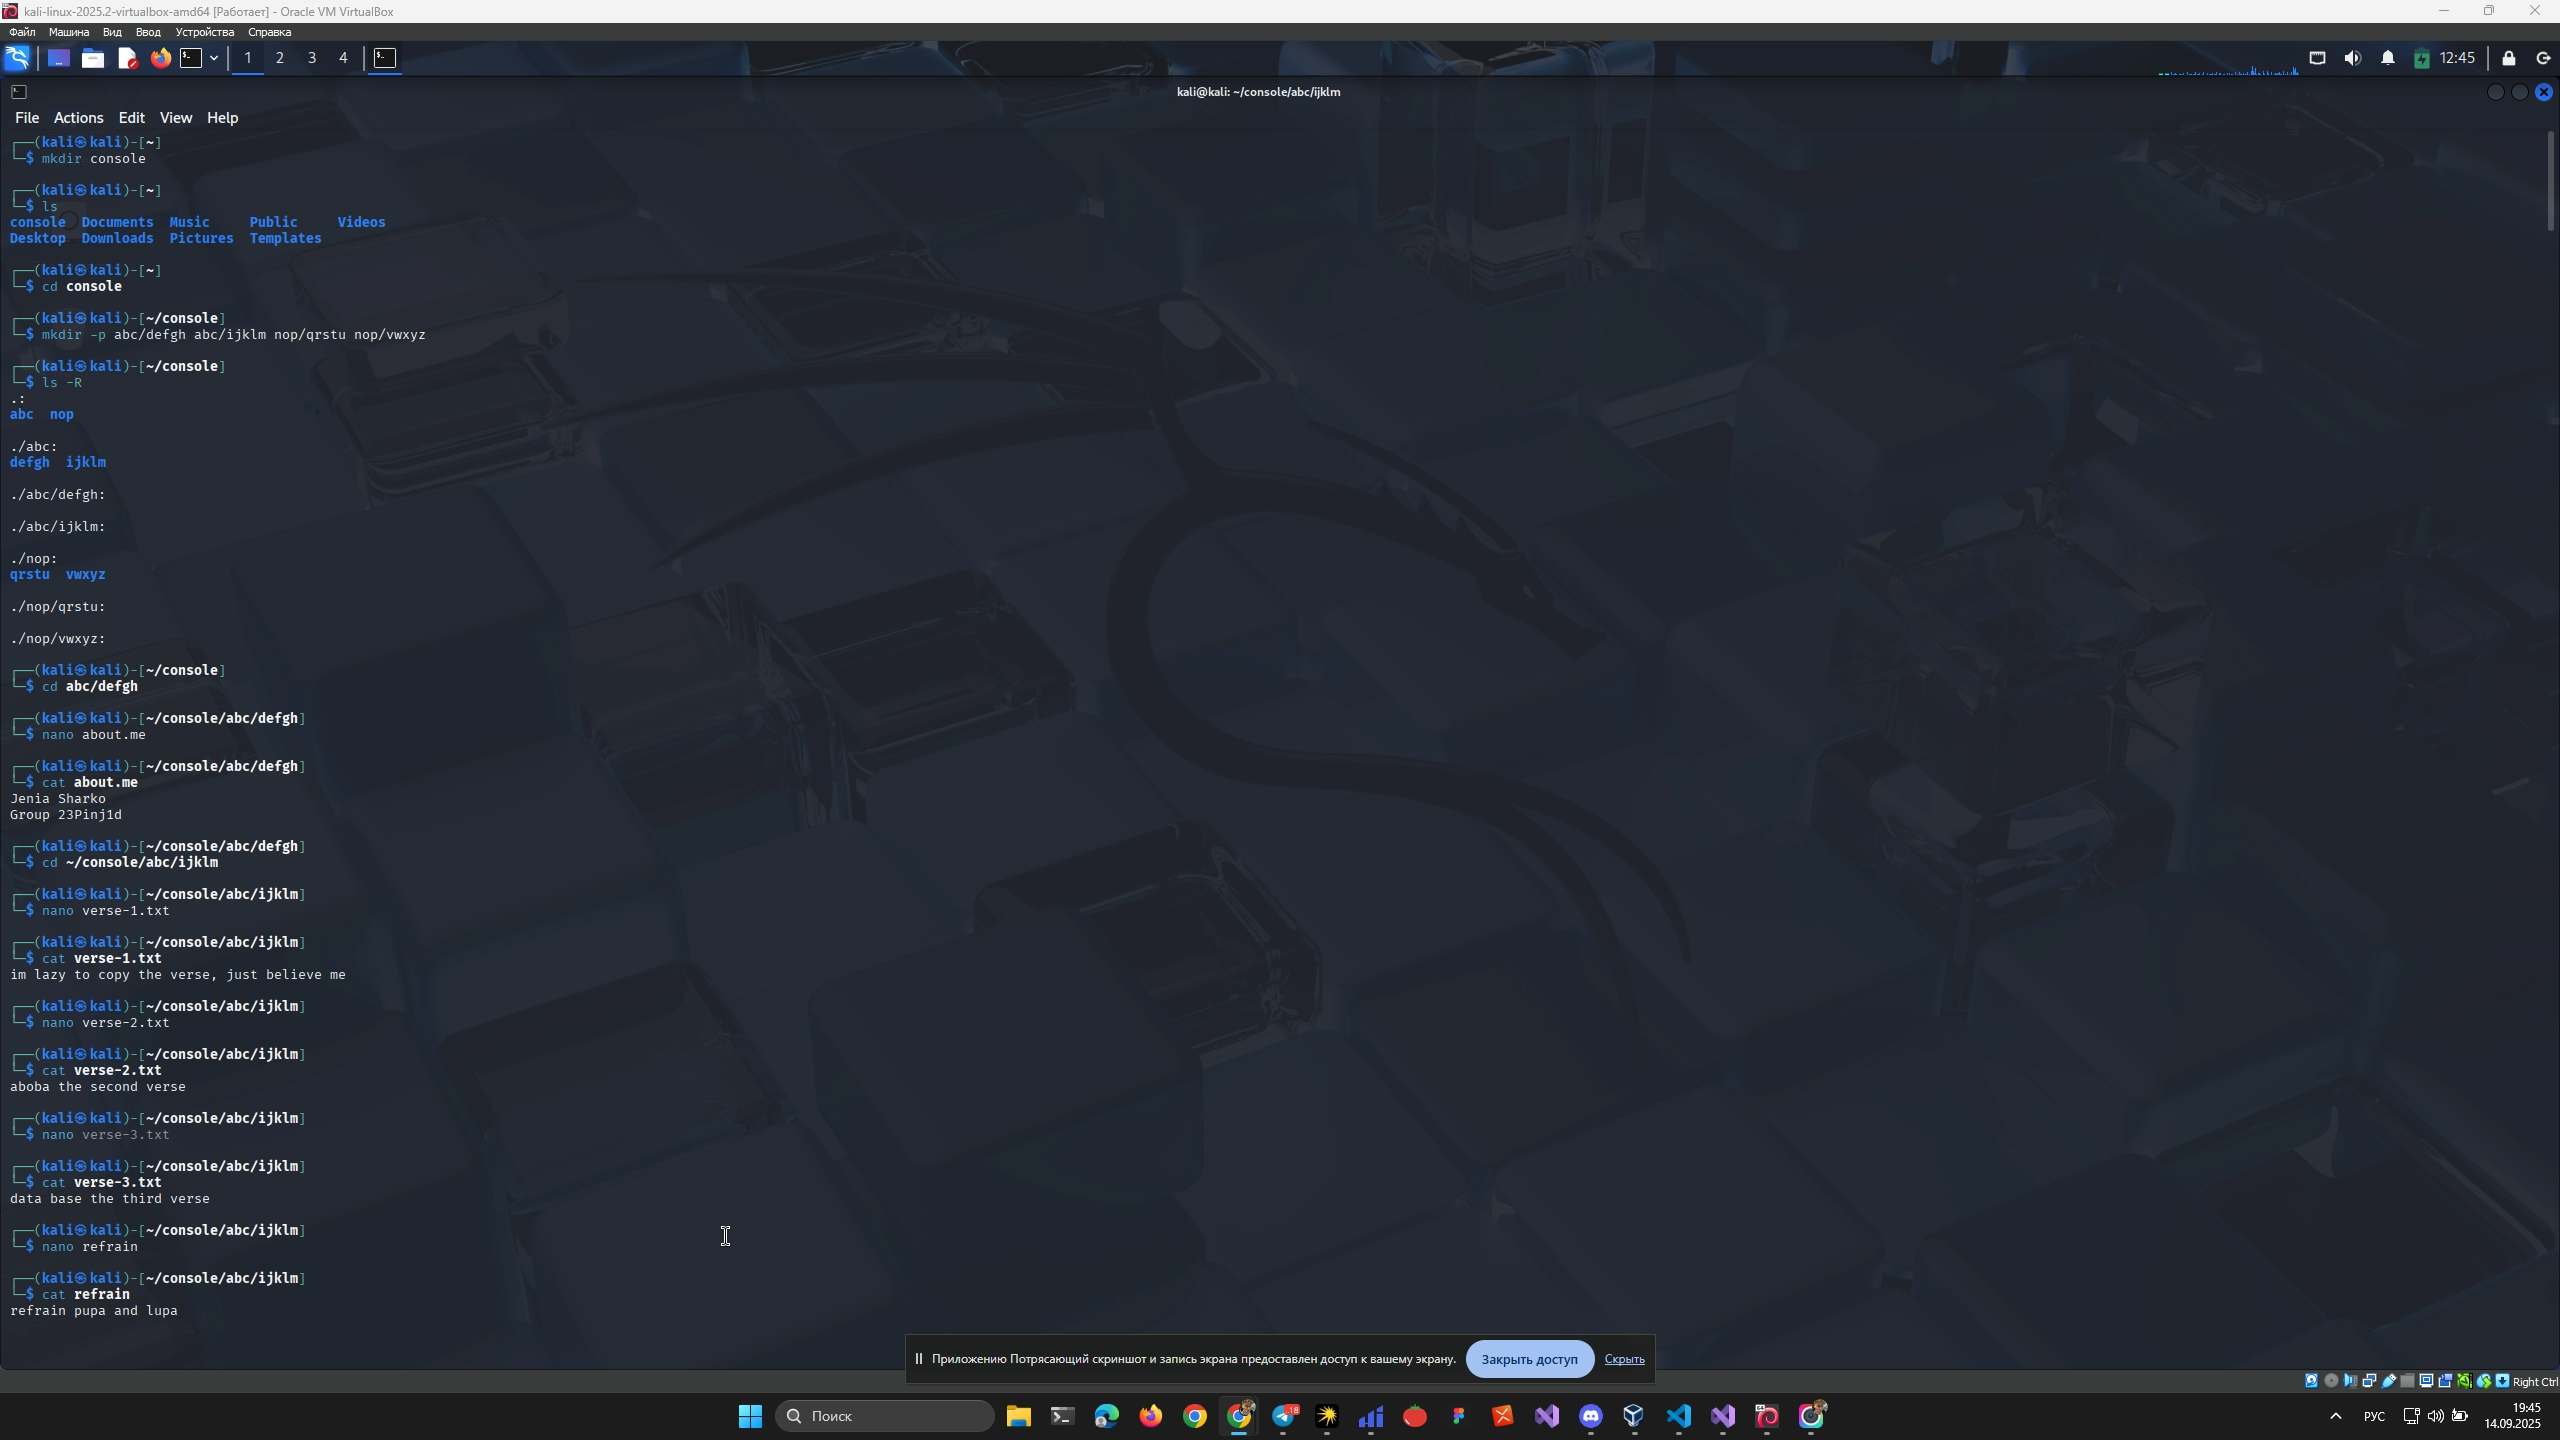 kali-linux-2025.2-virtualbox-amd64 [Работает] - Oracle VM VirtualBox
Файл Машина Вид Ввод Устройства Справка
1 2 3 4 12:45
kali@kali: ~/console/abc/ijklm
File Actions Edit View Help
┌──(kali㉿kali)-[~]
└─$ mkdir console
┌──(kali㉿kali)-[~]
└─$ ls
console Documents Music Public Videos
Desktop Downloads Pictures Templates
┌──(kali㉿kali)-[~]
└─$ cd console
┌──(kali㉿kali)-[~/console]
└─$ mkdir -p abc/defgh abc/ijklm nop/qrstu nop/vwxyz
┌──(kali㉿kali)-[~/console]
└─$ ls -R
.:
abc nop
./abc:
defgh ijklm
./abc/defgh:
./abc/ijklm:
./nop:
qrstu vwxyz
./nop/qrstu:
./nop/vwxyz:
┌──(kali㉿kali)-[~/console]
└─$ cd abc/defgh
┌──(kali㉿kali)-[~/console/abc/defgh]
└─$ nano about.me
┌──(kali㉿kali)-[~/console/abc/defgh]
└─$ cat about.me
Jenia Sharko
Group 23Pinj1d
┌──(kali㉿kali)-[~/console/abc/defgh]
└─$ cd ~/console/abc/ijklm
┌──(kali㉿kali)-[~/console/abc/ijklm]
└─$ nano verse-1.txt
┌──(kali㉿kali)-[~/console/abc/ijklm]
└─$ cat verse-1.txt
im lazy to copy the verse, just believe me
┌──(kali㉿kali)-[~/console/abc/ijklm]
└─$ nano verse-2.txt
┌──(kali㉿kali)-[~/console/abc/ijklm]
└─$ cat verse-2.txt
aboba the second verse
┌──(kali㉿kali)-[~/console/abc/ijklm]
└─$ nano verse-3.txt
┌──(kali㉿kali)-[~/console/abc/ijklm]
└─$ cat verse-3.txt
data base the third verse
┌──(kali㉿kali)-[~/console/abc/ijklm]
└─$ nano refrain
┌──(kali㉿kali)-[~/console/abc/ijklm]
└─$ cat refrain
refrain pupa and lupa
Приложению Потрясающий скриншот и запись экрана предоставлен доступ к вашему экрану. Закрыть доступ Скрыть
Right Ctrl
Поиск 18 РУС 19:45
14.09.2025